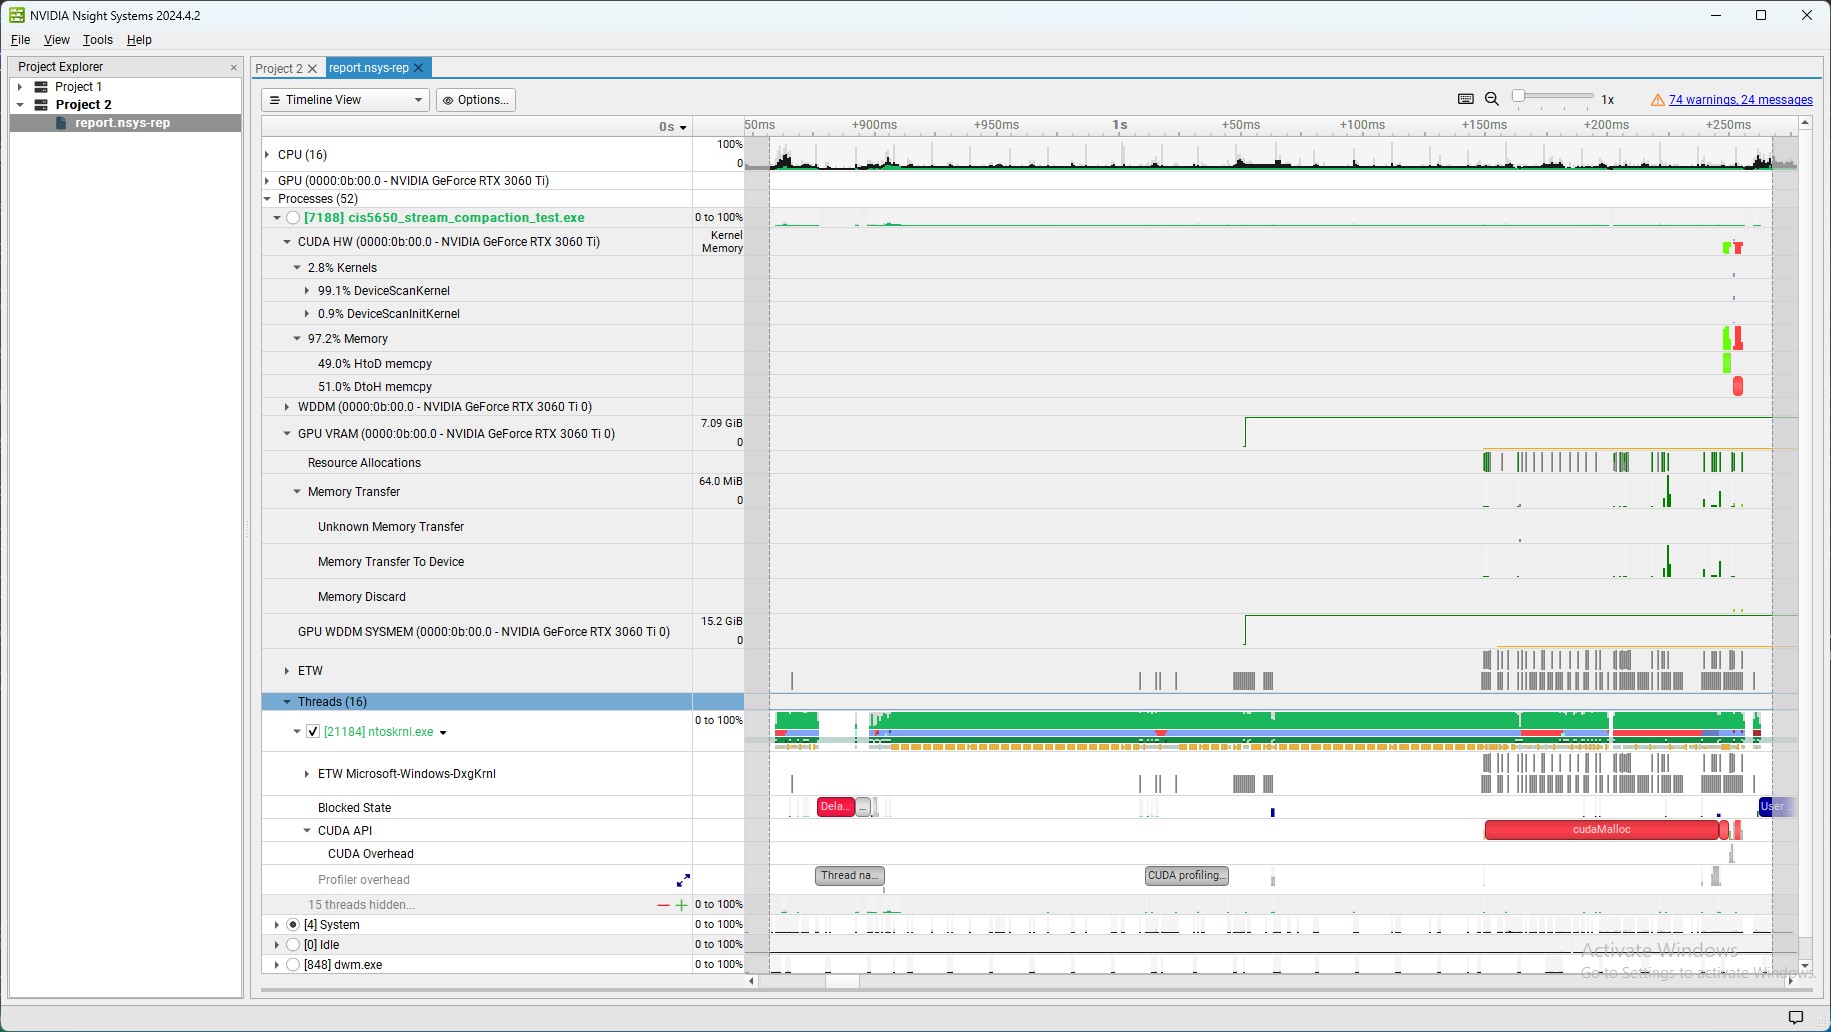 NVIDIA Nsight Systems 2024.4.2
File View Tools Help
Project Explorer
Project 1
Project 2
report.nsys-rep
Project 2 report.nsys-rep
Timeline View Options... 1x 74 warnings, 24 messages
0s 50ms +900ms +950ms 1s +50ms +100ms +150ms +200ms +250ms
CPU (16) 100% 0
GPU (0000:0b:00.0 - NVIDIA GeForce RTX 3060 Ti)
Processes (52)
[7188] cis5650_stream_compaction_test.exe 0 to 100%
CUDA HW (0000:0b:00.0 - NVIDIA GeForce RTX 3060 Ti) Kernel Memory
2.8% Kernels
99.1% DeviceScanKernel
0.9% DeviceScanInitKernel
97.2% Memory
49.0% HtoD memcpy
51.0% DtoH memcpy
WDDM (0000:0b:00.0 - NVIDIA GeForce RTX 3060 Ti 0)
GPU VRAM (0000:0b:00.0 - NVIDIA GeForce RTX 3060 Ti 0) 7.09 GiB 0
Resource Allocations
Memory Transfer 64.0 MiB 0
Unknown Memory Transfer
Memory Transfer To Device
Memory Discard
GPU WDDM SYSMEM (0000:0b:00.0 - NVIDIA GeForce RTX 3060 Ti 0) 15.2 GiB 0
ETW
Threads (16)
[21184] ntoskrnl.exe 0 to 100%
ETW Microsoft-Windows-DxgKrnl
Blocked State Dela... ... User ...
CUDA API cudaMalloc
CUDA Overhead
Profiler overhead Thread na... CUDA profiling...
15 threads hidden... 0 to 100%
[4] System 0 to 100%
[0] Idle 0 to 100%
[848] dwm.exe 0 to 100%
Activate Windows
Go to Settings to activate Windows.